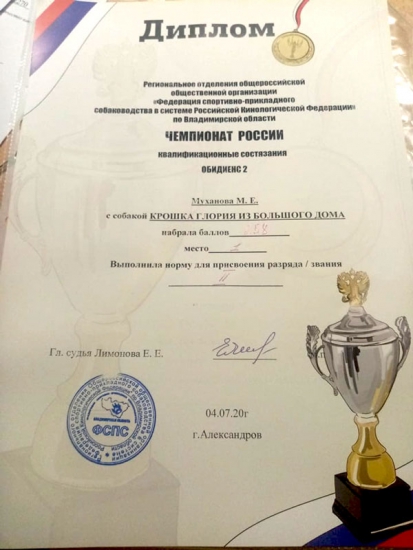 Диплом
Региональное отделения общероссийской
общественной организации
«Федерация спортивно-прикладного
собаководства в системе Российской Кинологической Федерации»
по Владимирской области
ЧЕМПИОНАТ РОССИИ
квалификационные состязания
ОБИДИЕНС 2
Муханова М. Е.
с собакой КРОШКА ГЛОРИЯ ИЗ БОЛЬШОГО ДОМА
набрала баллов
место
Выполнила норму для присвоения разряда / звания
II
Гл. судья Лимонова Е. Е.
ФСПС
04.07.20г
г.Александров